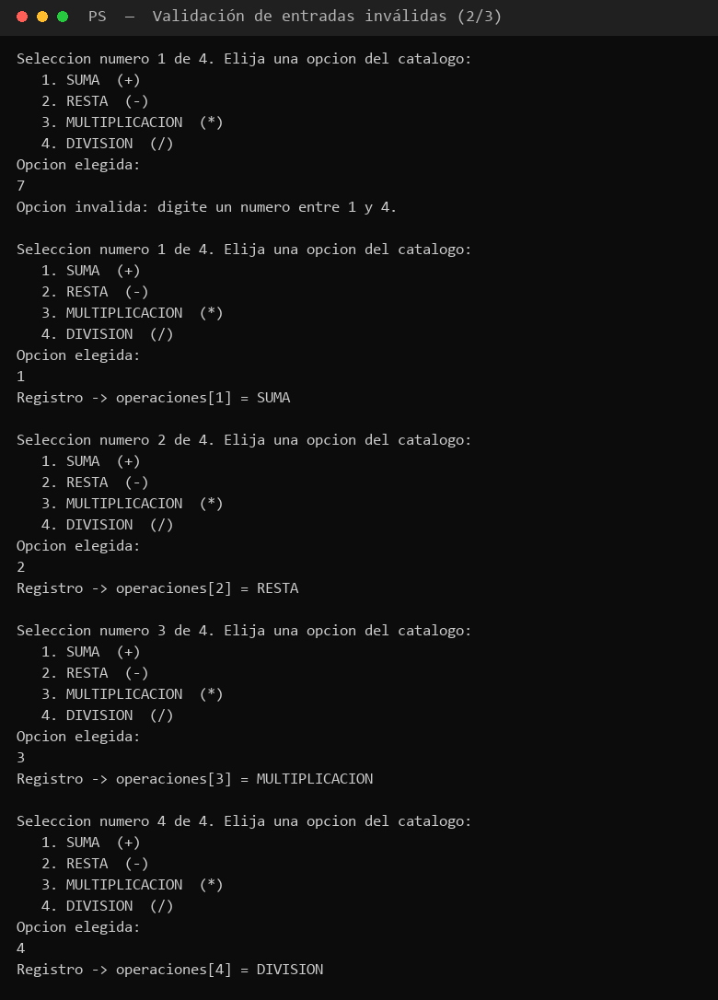 PS — Validación de entradas inválidas (2/3)
Seleccion numero 1 de 4. Elija una opcion del catalogo:
   1. SUMA  (+)
   2. RESTA  (-)
   3. MULTIPLICACION  (*)
   4. DIVISION  (/)
Opcion elegida:
7
Opcion invalida: digite un numero entre 1 y 4.

Seleccion numero 1 de 4. Elija una opcion del catalogo:
   1. SUMA  (+)
   2. RESTA  (-)
   3. MULTIPLICACION  (*)
   4. DIVISION  (/)
Opcion elegida:
1
Registro -> operaciones[1] = SUMA

Seleccion numero 2 de 4. Elija una opcion del catalogo:
   1. SUMA  (+)
   2. RESTA  (-)
   3. MULTIPLICACION  (*)
   4. DIVISION  (/)
Opcion elegida:
2
Registro -> operaciones[2] = RESTA

Seleccion numero 3 de 4. Elija una opcion del catalogo:
   1. SUMA  (+)
   2. RESTA  (-)
   3. MULTIPLICACION  (*)
   4. DIVISION  (/)
Opcion elegida:
3
Registro -> operaciones[3] = MULTIPLICACION

Seleccion numero 4 de 4. Elija una opcion del catalogo:
   1. SUMA  (+)
   2. RESTA  (-)
   3. MULTIPLICACION  (*)
   4. DIVISION  (/)
Opcion elegida:
4
Registro -> operaciones[4] = DIVISION